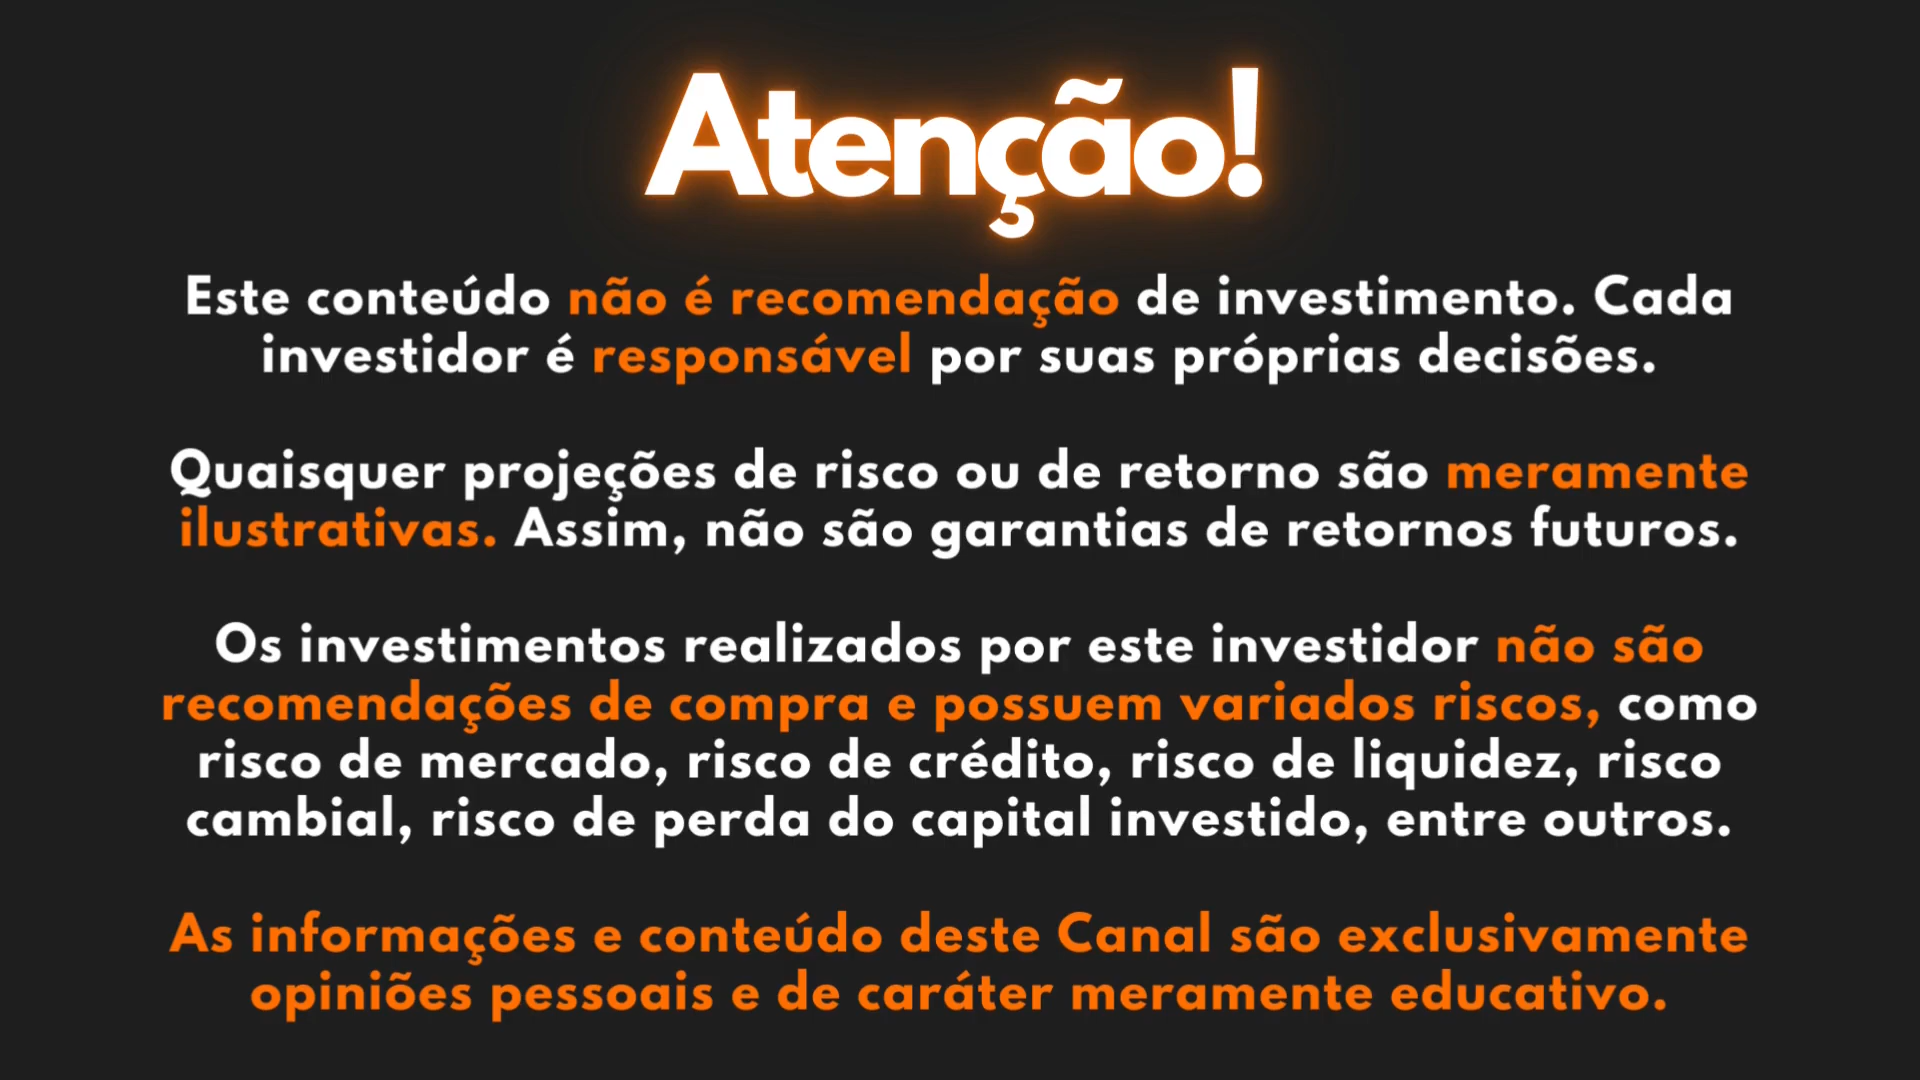 Atenção!
Este conteúdo não é recomendação de investimento. Cada
investidor é responsável por suas próprias decisões.
Quaisquer projeções de risco ou de retorno são meramente
ilustrativas. Assim, não são garantias de retornos futuros.
Os investimentos realizados por este investidor não são
recomendações de compra e possuem variados riscos, como
risco de mercado, risco de crédito, risco de liquidez, risco
cambial, risco de perda do capital investido, entre outros.
As informações e conteúdo deste Canal são exclusivamente
opiniões pessoais e de caráter meramente educativo.